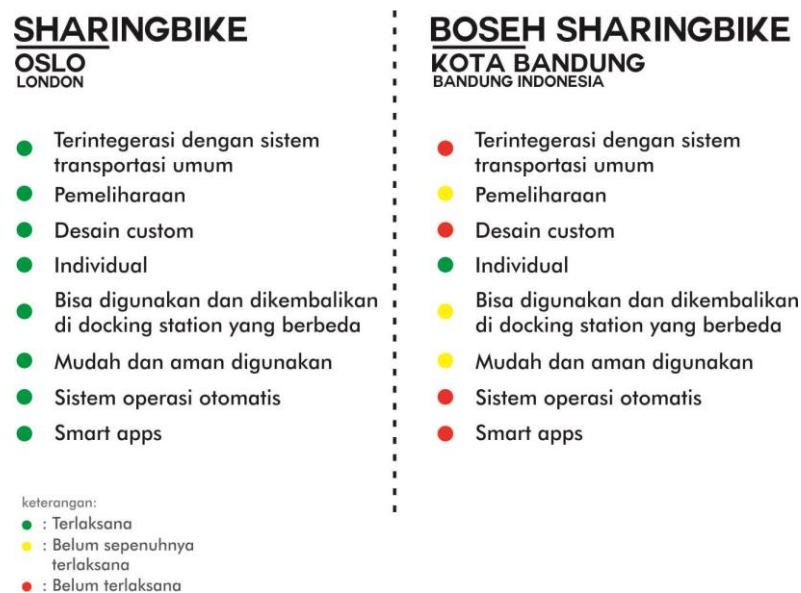 SHARINGBIKE
OSLO
LONDON
Terintegerasi dengan sistem
transportasi umum
Pemeliharaan
Desain custom
Individual
Bisa digunakan dan dikembalikan
di docking station yang berbeda
Mudah dan aman digunakan
Sistem operasi otomatis
Smart apps
keterangan:
: Terlaksana
: Belum sepenuhnya
terlaksana
: Belum terlaksana
BOSEH SHARINGBIKE
KOTA BANDUNG
BANDUNG INDONESIA
Terintegerasi dengan sistem
transportasi umum
Pemeliharaan
Desain custom
Individual
Bisa digunakan dan dikembalikan
di docking station yang berbeda
Mudah dan aman digunakan
Sistem operasi otomatis
Smart apps